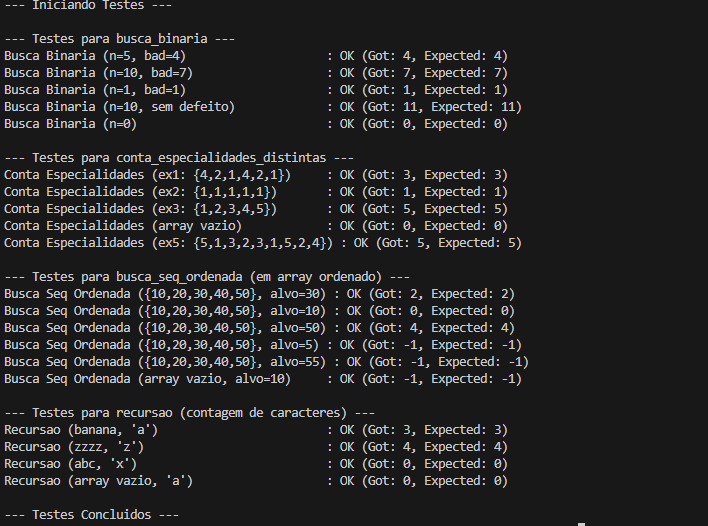 --- Iniciando Testes ---
--- Testes para busca_binaria ---
Busca Binaria (n=5, bad=4) : OK (Got: 4, Expected: 4)
Busca Binaria (n=10, bad=7) : OK (Got: 7, Expected: 7)
Busca Binaria (n=1, bad=1) : OK (Got: 1, Expected: 1)
Busca Binaria (n=10, sem defeito) : OK (Got: 11, Expected: 11)
Busca Binaria (n=0) : OK (Got: 0, Expected: 0)
--- Testes para conta_especialidades_distintas ---
Conta Especialidades (ex1: {4,2,1,4,2,1}) : OK (Got: 3, Expected: 3)
Conta Especialidades (ex2: {1,1,1,1,1}) : OK (Got: 1, Expected: 1)
Conta Especialidades (ex3: {1,2,3,4,5}) : OK (Got: 5, Expected: 5)
Conta Especialidades (array vazio) : OK (Got: 0, Expected: 0)
Conta Especialidades (ex5: {5,1,3,2,3,1,5,2,4}) : OK (Got: 5, Expected: 5)
--- Testes para busca_seq_ordenada (em array ordenado) ---
Busca Seq Ordenada ({10,20,30,40,50}, alvo=30) : OK (Got: 2, Expected: 2)
Busca Seq Ordenada ({10,20,30,40,50}, alvo=10) : OK (Got: 0, Expected: 0)
Busca Seq Ordenada ({10,20,30,40,50}, alvo=50) : OK (Got: 4, Expected: 4)
Busca Seq Ordenada ({10,20,30,40,50}, alvo=5) : OK (Got: -1, Expected: -1)
Busca Seq Ordenada ({10,20,30,40,50}, alvo=55) : OK (Got: -1, Expected: -1)
Busca Seq Ordenada (array vazio, alvo=10) : OK (Got: -1, Expected: -1)
--- Testes para recursao (contagem de caracteres) ---
Recursao (banana, 'a') : OK (Got: 3, Expected: 3)
Recursao (zzzz, 'z') : OK (Got: 4, Expected: 4)
Recursao (abc, 'x') : OK (Got: 0, Expected: 0)
Recursao (array vazio, 'a') : OK (Got: 0, Expected: 0)
--- Testes Concluidos ---